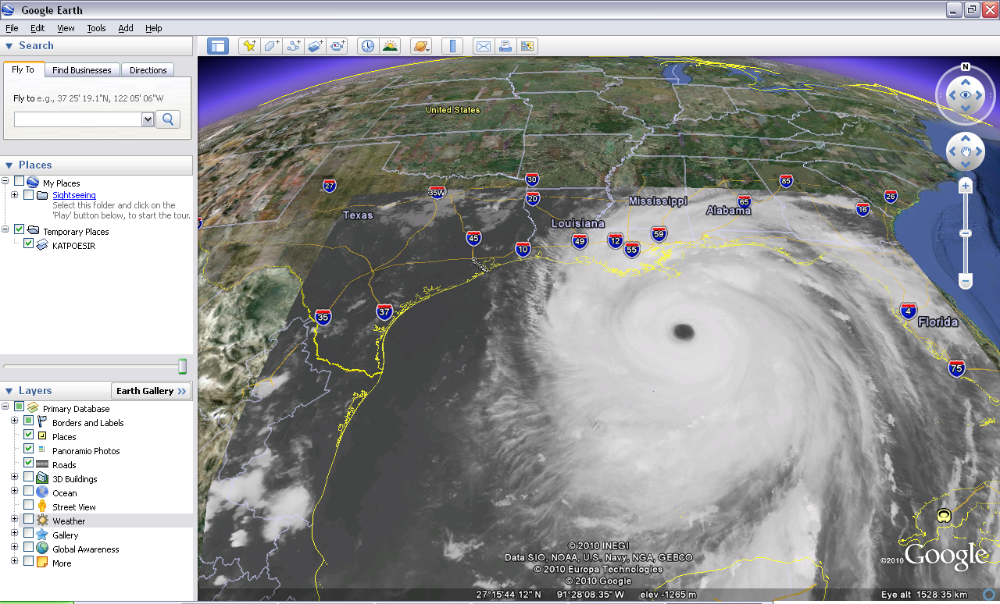 Google Earth
File Edit View Tools Add Help
Search
Fly To Find Businesses Directions
Fly to e.g., 37 25' 19.1"N, 122 05' 06"W
Places
My Places
Sightseeing
Select this folder and click on the
'Play' button below, to start the tour.
Temporary Places
Layers
Earth Gallery >>
Primary Database
Borders and Labels
Places
Panoramio Photos
Roads
3D Buildings
Ocean
Street View
Weather
Gallery
Global Awareness
More
N
United States
27
35W
30
85
20
65
26
16
Mississippi
Texas
Alabama
Louisiana
45
49
12
59
10
55
35
37
4
Florida
75
© 2010 INEGI
Data SIO, NOAA, U.S. Navy, NGA, GEBCO
© 2010 Europa Technologies
© 2010 Google
©2010 Google
27°15'44.12" N 91°28'08.35" W elev -1265 m
Eye alt 1528.35 km